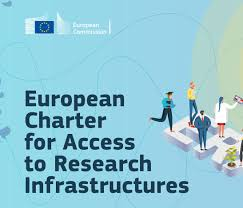 European
Commission
European
Charter
for Access
to Research
Infrastructures